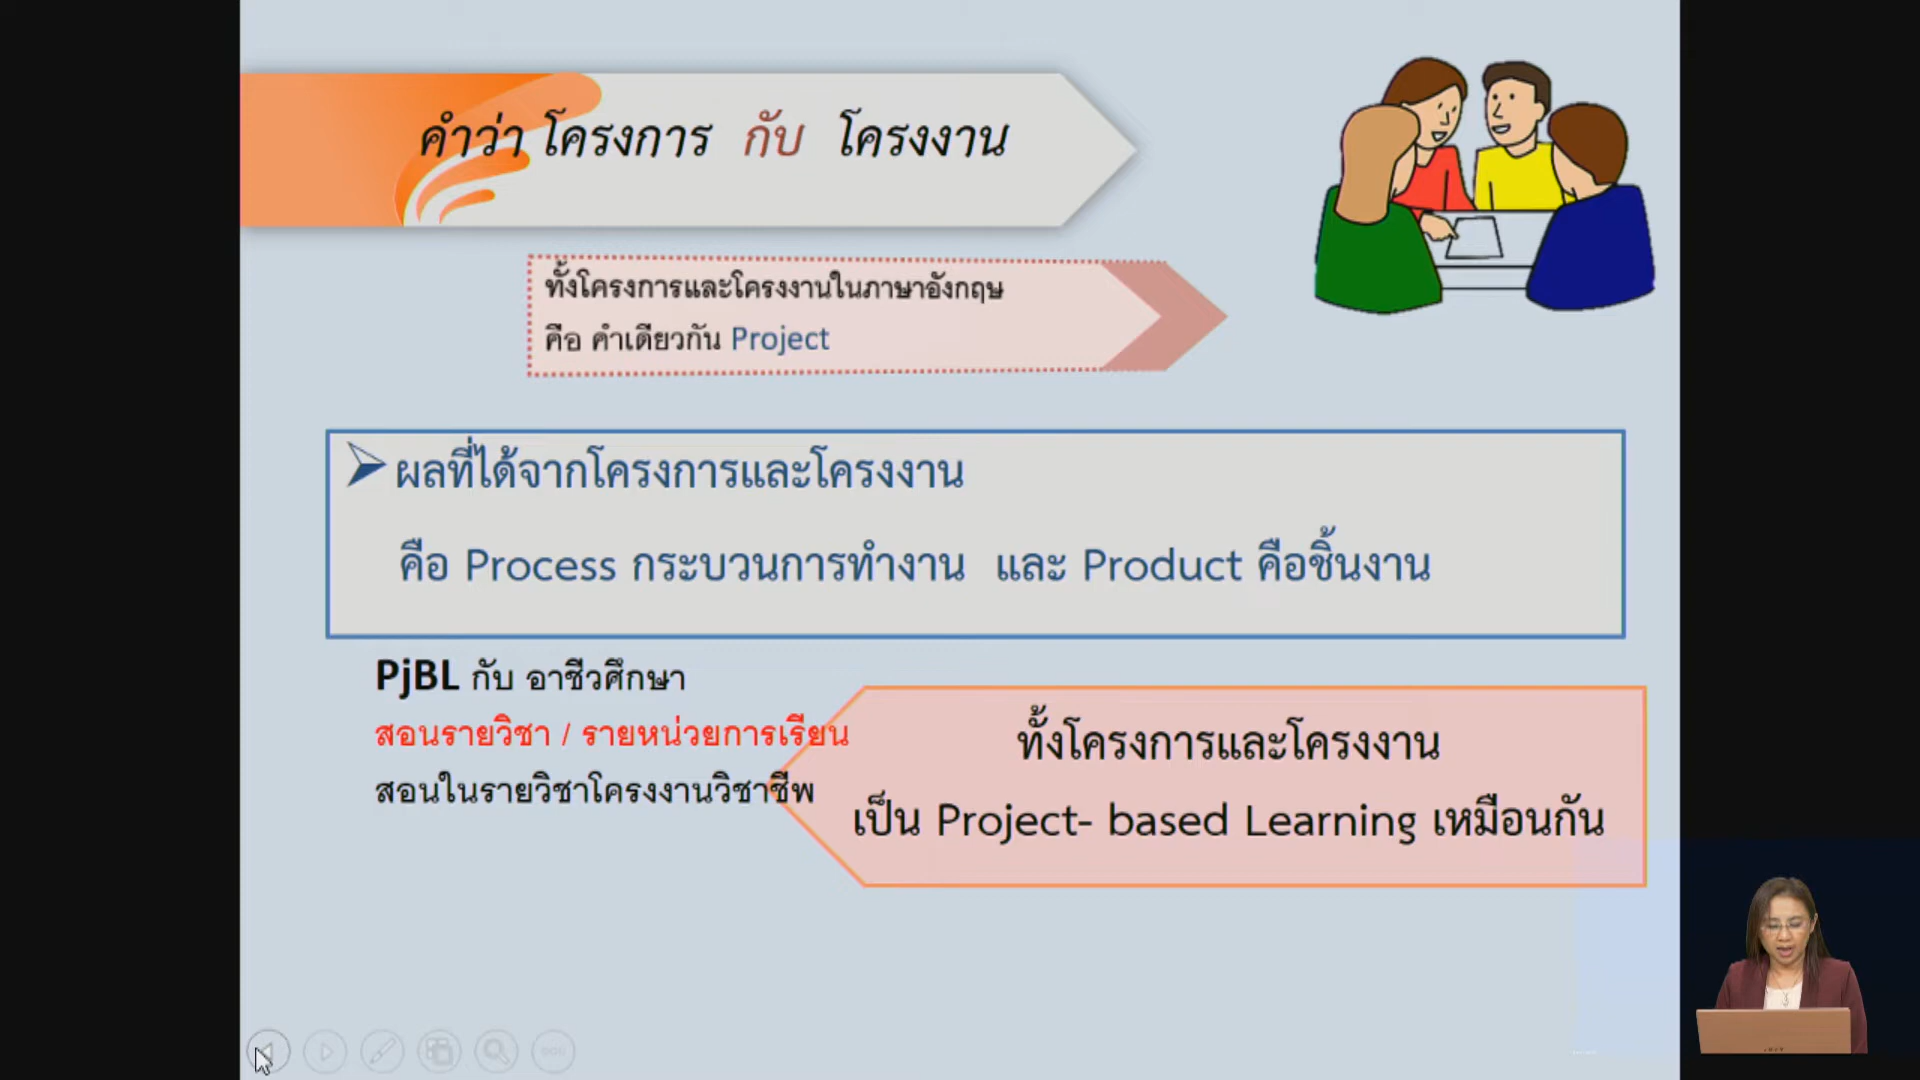 คำว่า โครงการ กับ โครงงาน
ทั้งโครงการและโครงงานในภาษาอังกฤษ
คือ คำเดียวกัน Project
ผลที่ได้จากโครงการและโครงงาน
คือ Process กระบวนการทำงาน และ Product คือชิ้นงาน
PjBL กับ อาชีวศึกษา
สอนรายวิชา / รายหน่วยการเรียน
สอนในรายวิชาโครงงานวิชาชีพ
ทั้งโครงการและโครงงาน
เป็น Project- based Learning เหมือนกัน